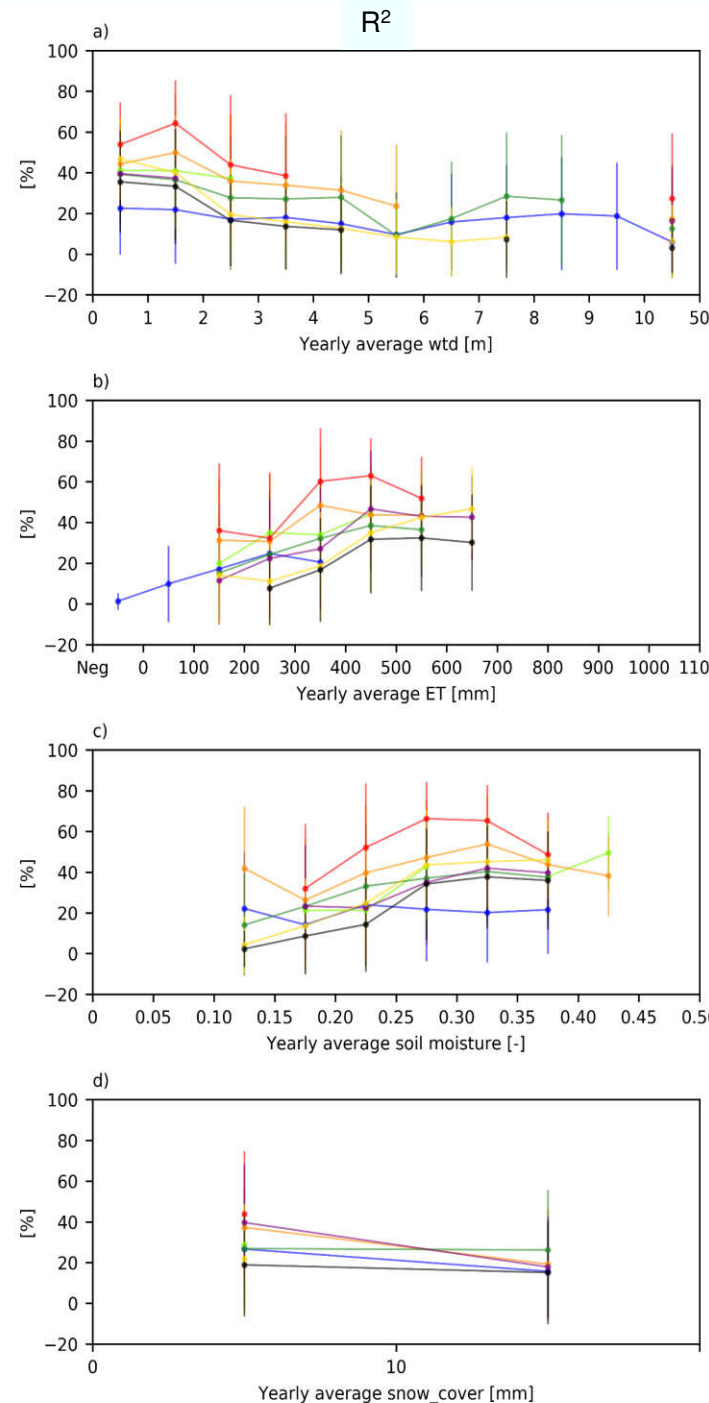 R²
a)
100
80
60
40
20
0
−20
[%]
0 1 2 3 4 5 6 7 8 9 10 50
Yearly average wtd [m]
b)
100
80
60
40
20
0
−20
[%]
Neg 0 100 200 300 400 500 600 700 800 900 1000 110
Yearly average ET [mm]
c)
100
80
60
40
20
0
−20
[%]
0 0.05 0.10 0.15 0.20 0.25 0.30 0.35 0.40 0.45 0.50
Yearly average soil moisture [-]
d)
100
80
60
40
20
0
−20
[%]
0 10
Yearly average snow_cover [mm]